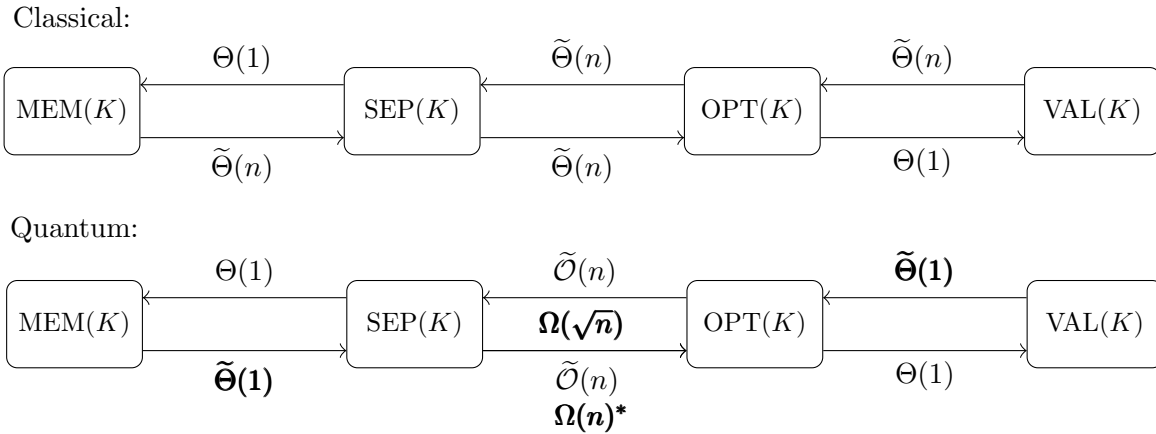 Classical:
Θ(1) Θ̃(n) Θ̃(n)
MEM(K) SEP(K) OPT(K) VAL(K)
Θ̃(n) Θ̃(n) Θ(1)
Quantum:
Θ(1) Õ(n) Θ̃(1)
MEM(K) SEP(K) Ω(√n) OPT(K) VAL(K)
Θ̃(1) Õ(n) Θ(1)
Ω(n)*